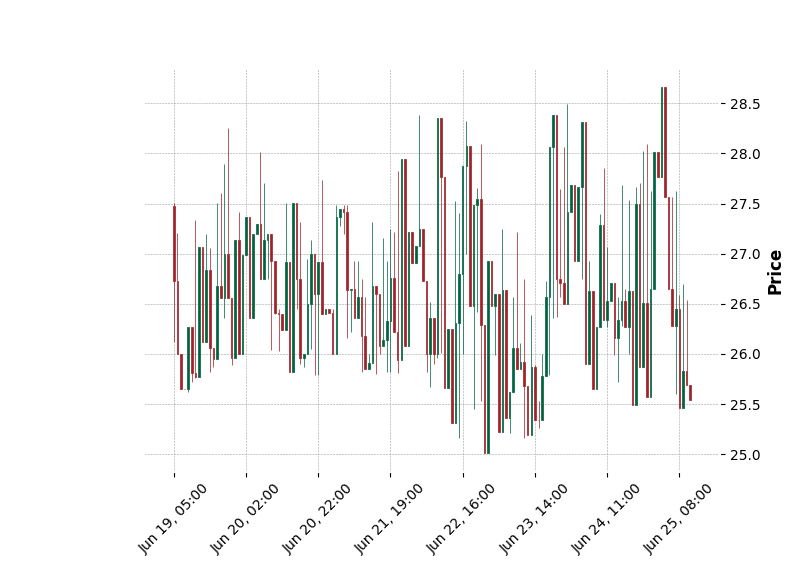 28.5
28.0
27.5
27.0
26.5
26.0
25.5
25.0
Price
Jun 19, 05:00
Jun 20, 02:00
Jun 20, 22:00
Jun 21, 19:00
Jun 22, 16:00
Jun 23, 14:00
Jun 24, 11:00
Jun 25, 08:00